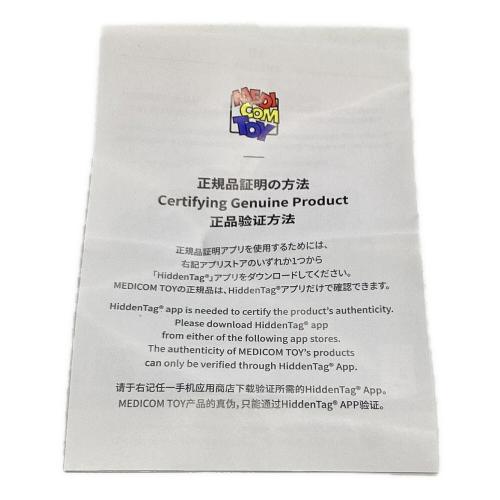 MEDI
COM
TOY
正規品証明の方法
Certifying Genuine Product
正品验证方法
正規品証明アプリを使用するためには、
右記アプリストアのいずれか1つから
「HiddenTag®」アプリをダウンロードしてください。
MEDICOM TOYの正規品は、HiddenTag®アプリだけで確認できます。
HiddenTag® app is needed to certify the product's authenticity.
Please download HiddenTag® app
from either of the following app stores.
The authenticity of MEDICOM TOY's products
can only be verified through HiddenTag® App.
请于右记任一手机应用商店下载验证所需的HiddenTag® App。
MEDICOM TOY产品的真伪，只能通过HiddenTag® APP验证。